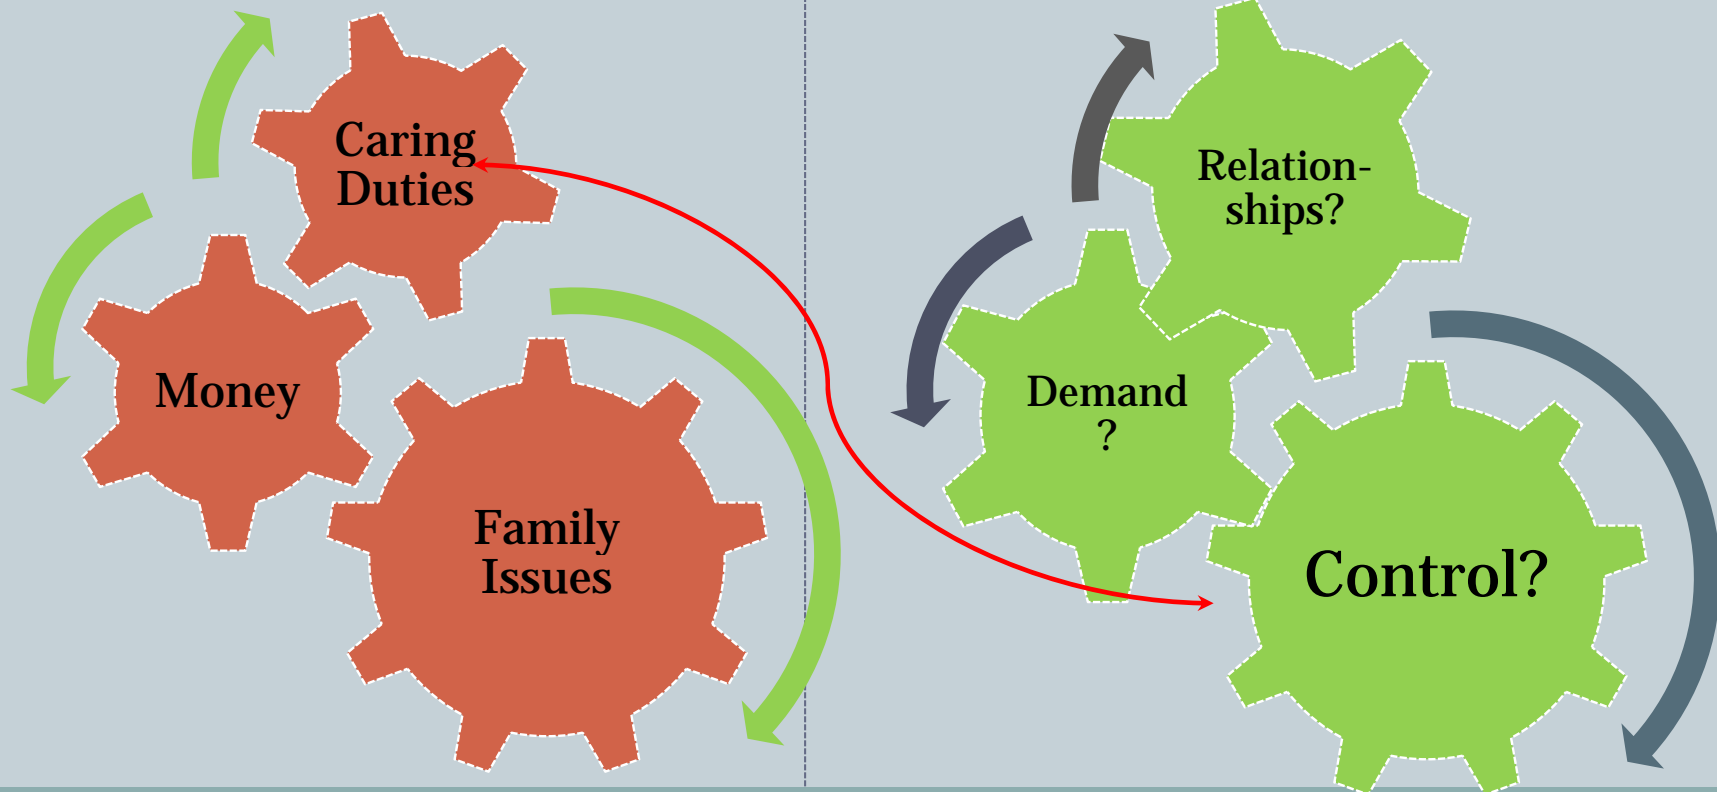 Caring
Duties
Money
Family
Issues
Relation-
ships?
Demand
?
Control?